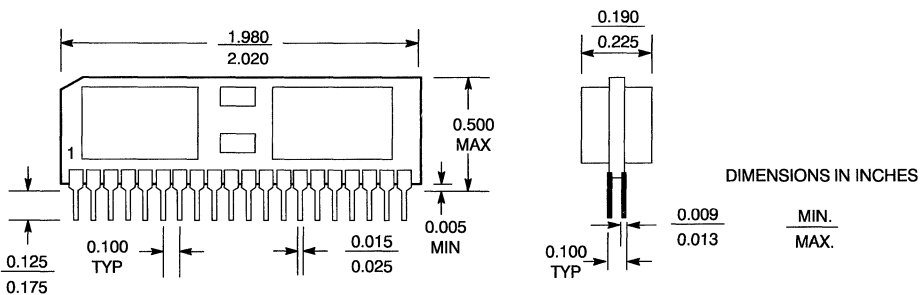 1.980
2.020
0.190
0.225
0.500
MAX
1
DIMENSIONS IN INCHES
0.005
MIN
0.100
TYP
0.015
0.025
0.125
0.175
0.009
0.013
MIN.
MAX.
0.100
TYP